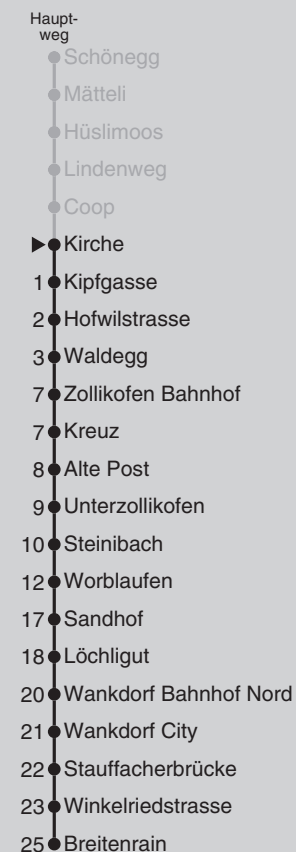 Haupt-
weg
Schönegg
Mätteli
Hüslimoos
Lindenweg
Coop
Kirche
1 Kipfgasse
2 Hofwilstrasse
3 Waldegg
7 Zollikofen Bahnhof
7 Kreuz
8 Alte Post
9 Unterzollikofen
10 Steinibach
12 Worblaufen
17 Sandhof
18 Löchligut
20 Wankdorf Bahnhof Nord
21 Wankdorf City
22 Stauffacherbrücke
23 Winkelriedstrasse
25 Breitenrain